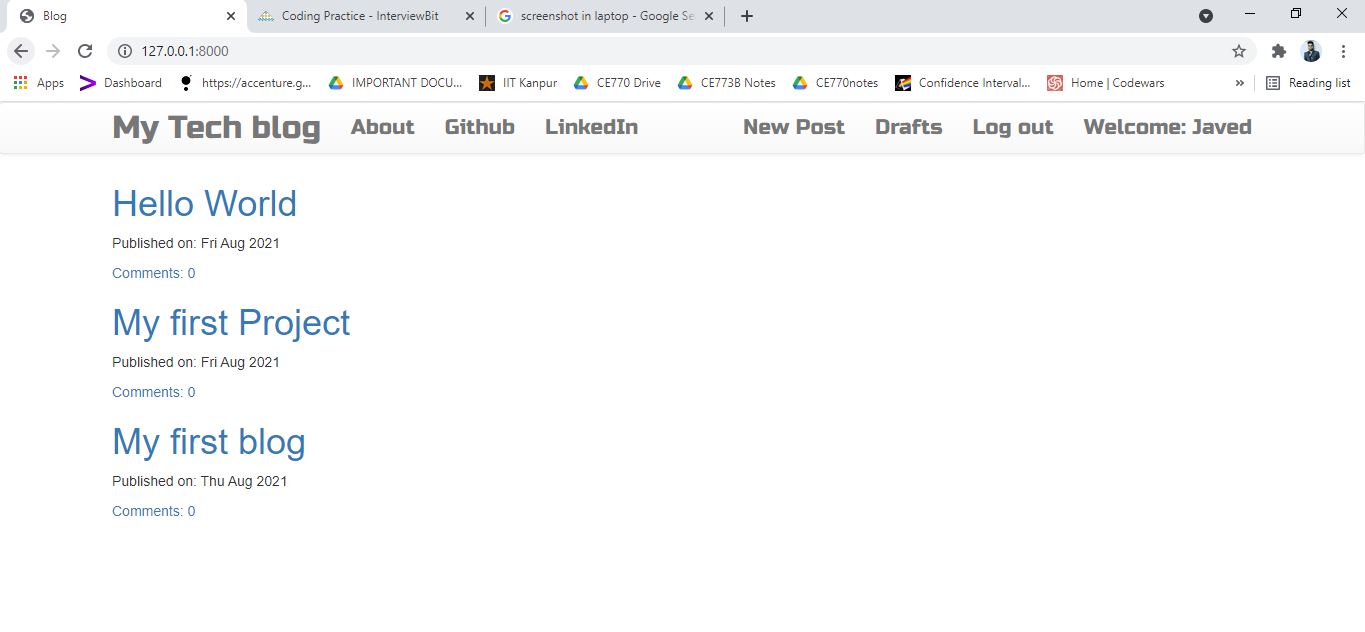 Blog
Coding Practice - InterviewBit
screenshot in laptop - Google Se
127.0.0.1:8000
Apps Dashboard https://accenture.g... IMPORTANT DOCU... IIT Kanpur CE770 Drive CE773B Notes CE770notes Confidence Interval... Home | Codewars » Reading list
My Tech blog About Github LinkedIn New Post Drafts Log out Welcome: Javed
Hello World
Published on: Fri Aug 2021
Comments: 0
My first Project
Published on: Fri Aug 2021
Comments: 0
My first blog
Published on: Thu Aug 2021
Comments: 0